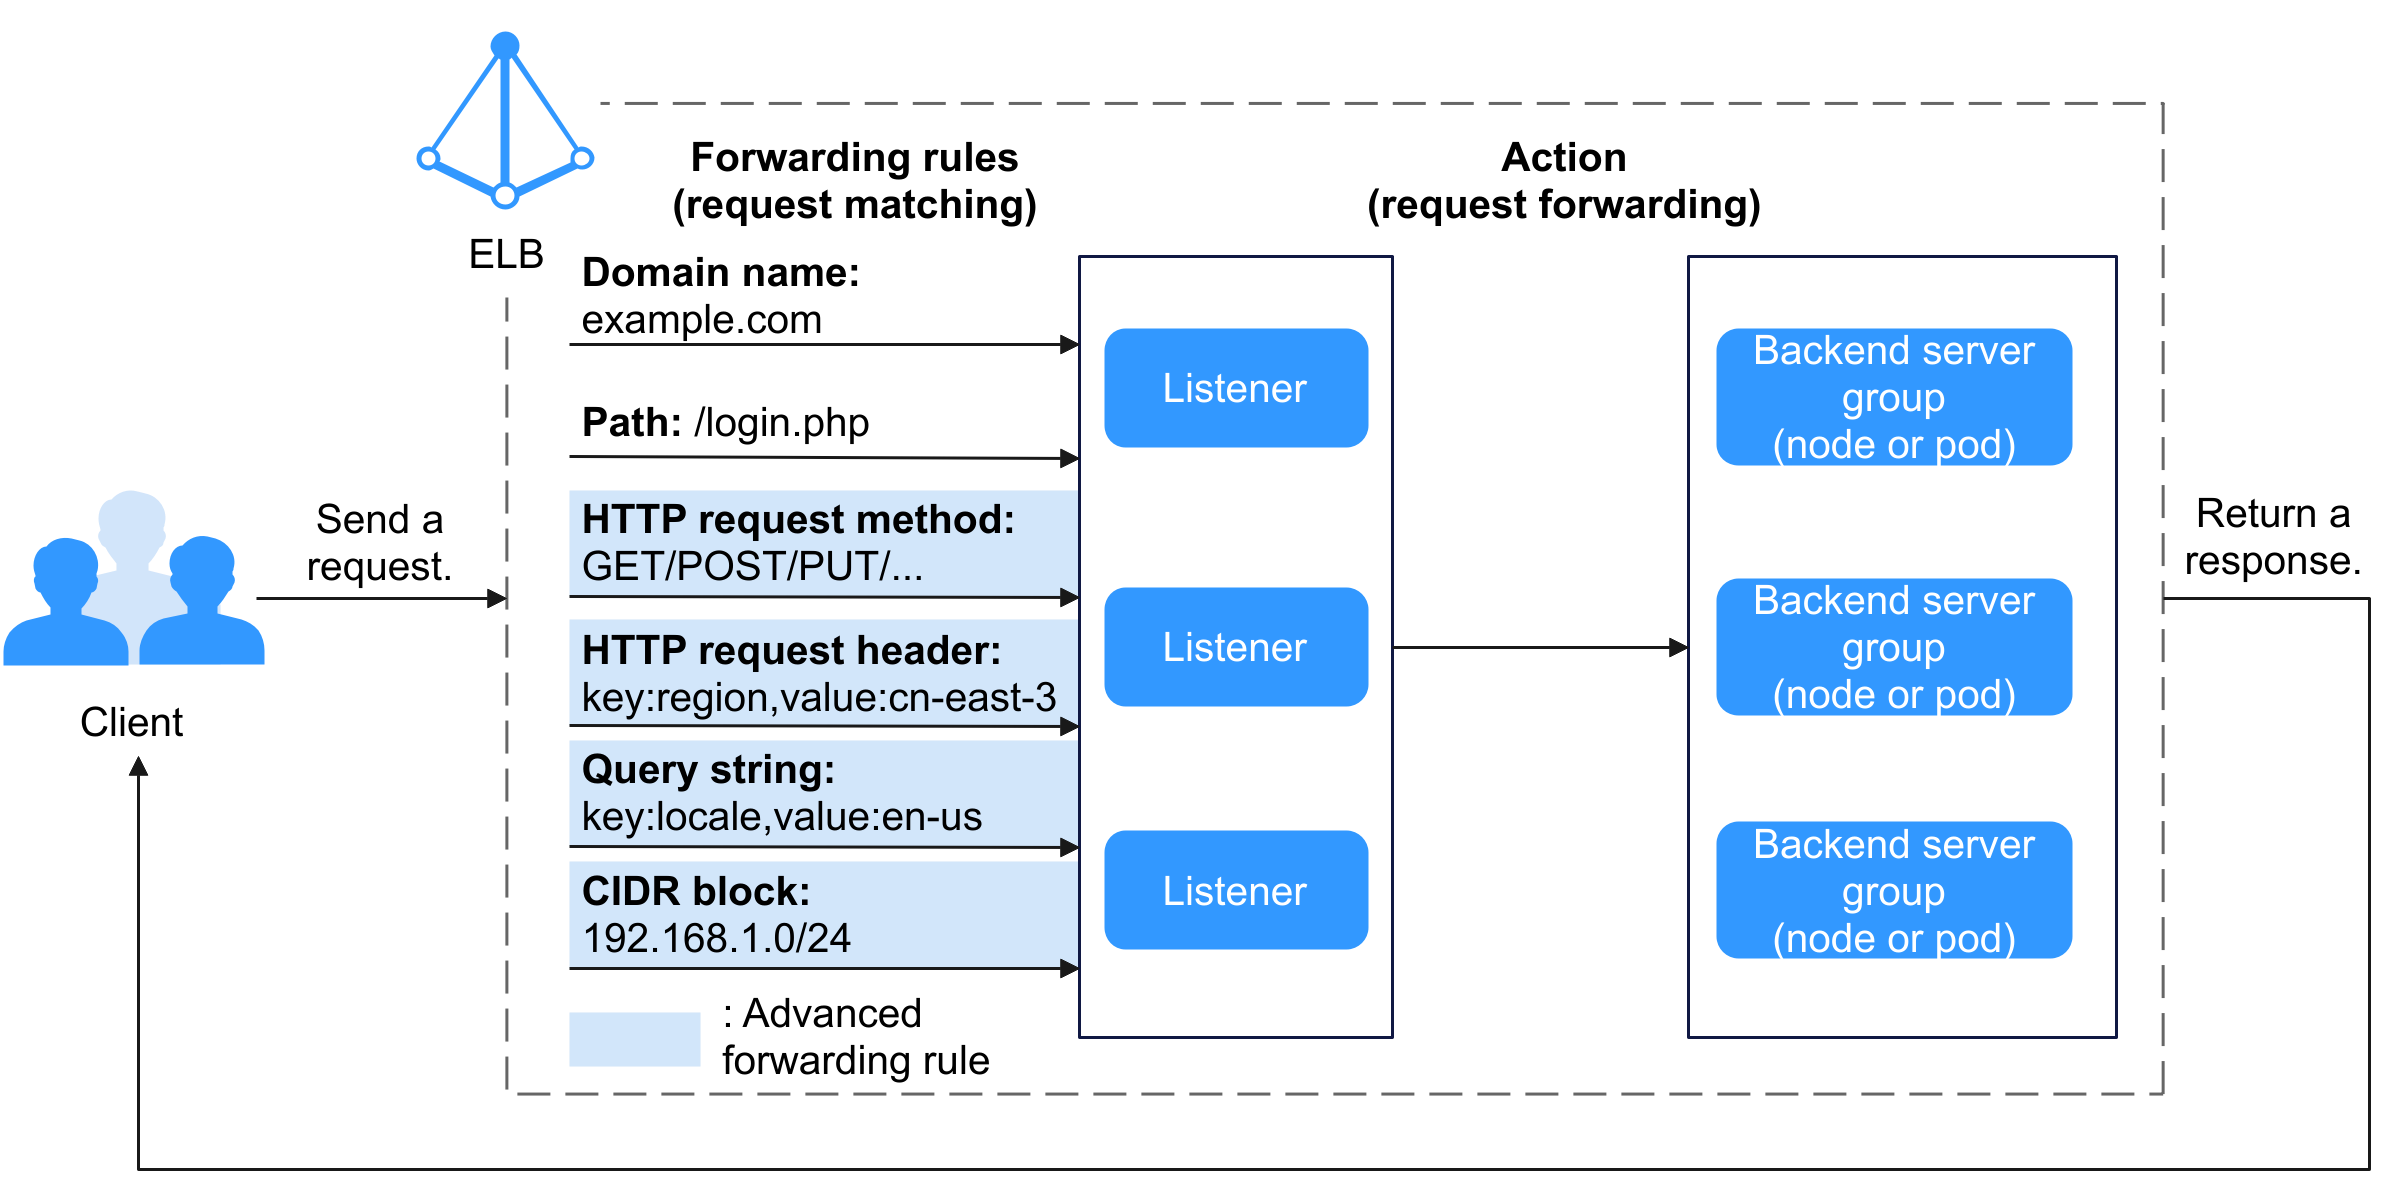 ELB
Forwarding rules
(request matching)
Action
(request forwarding)
Domain name:
example.com
Path: /login.php
HTTP request method:
GET/POST/PUT/...
HTTP request header:
key:region,value:cn-east-3
Query string:
key:locale,value:en-us
CIDR block:
192.168.1.0/24
: Advanced
forwarding rule
Send a
request.
Client
Listener
Listener
Listener
Backend server
group
(node or pod)
Backend server
group
(node or pod)
Backend server
group
(node or pod)
Return a
response.